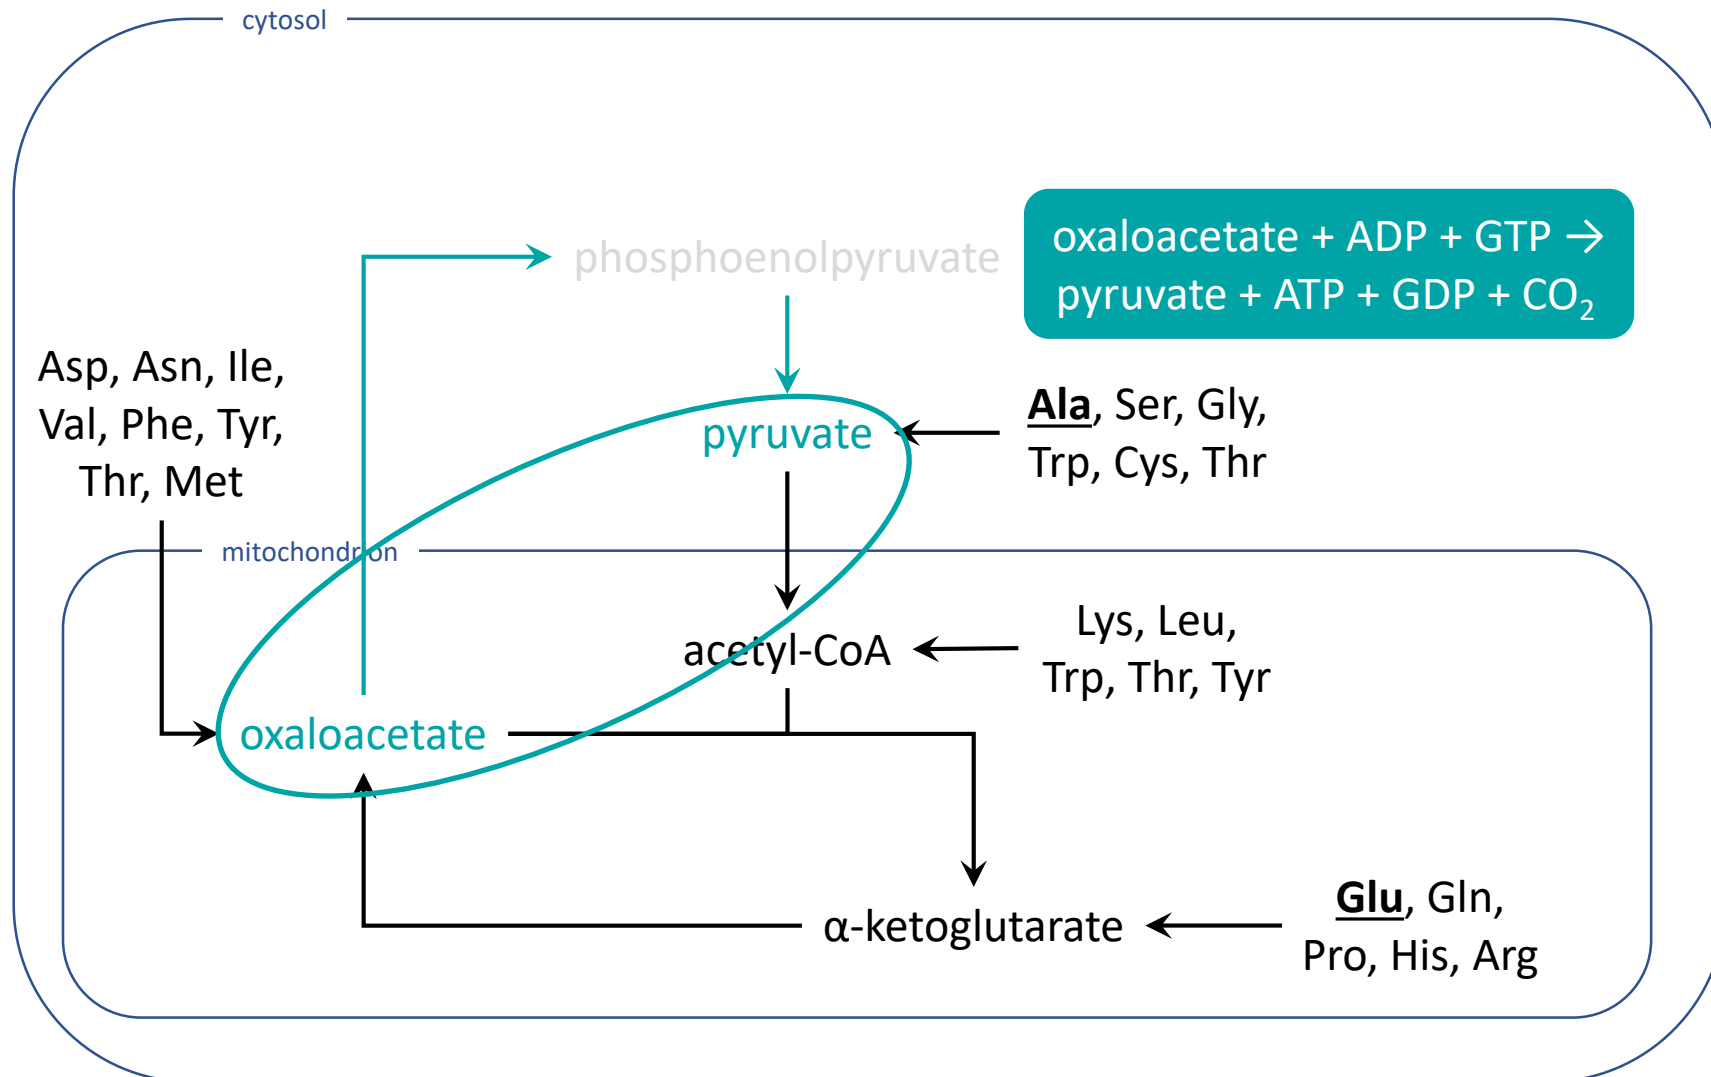 cytosol
phosphoenolpyruvate
oxaloacetate + ADP + GTP →
pyruvate + ATP + GDP + CO₂
Asp, Asn, Ile,
Val, Phe, Tyr,
Thr, Met
pyruvate
Ala, Ser, Gly,
Trp, Cys, Thr
mitochondrion
acetyl-CoA
Lys, Leu,
Trp, Thr, Tyr
oxaloacetate
α-ketoglutarate
Glu, Gln,
Pro, His, Arg